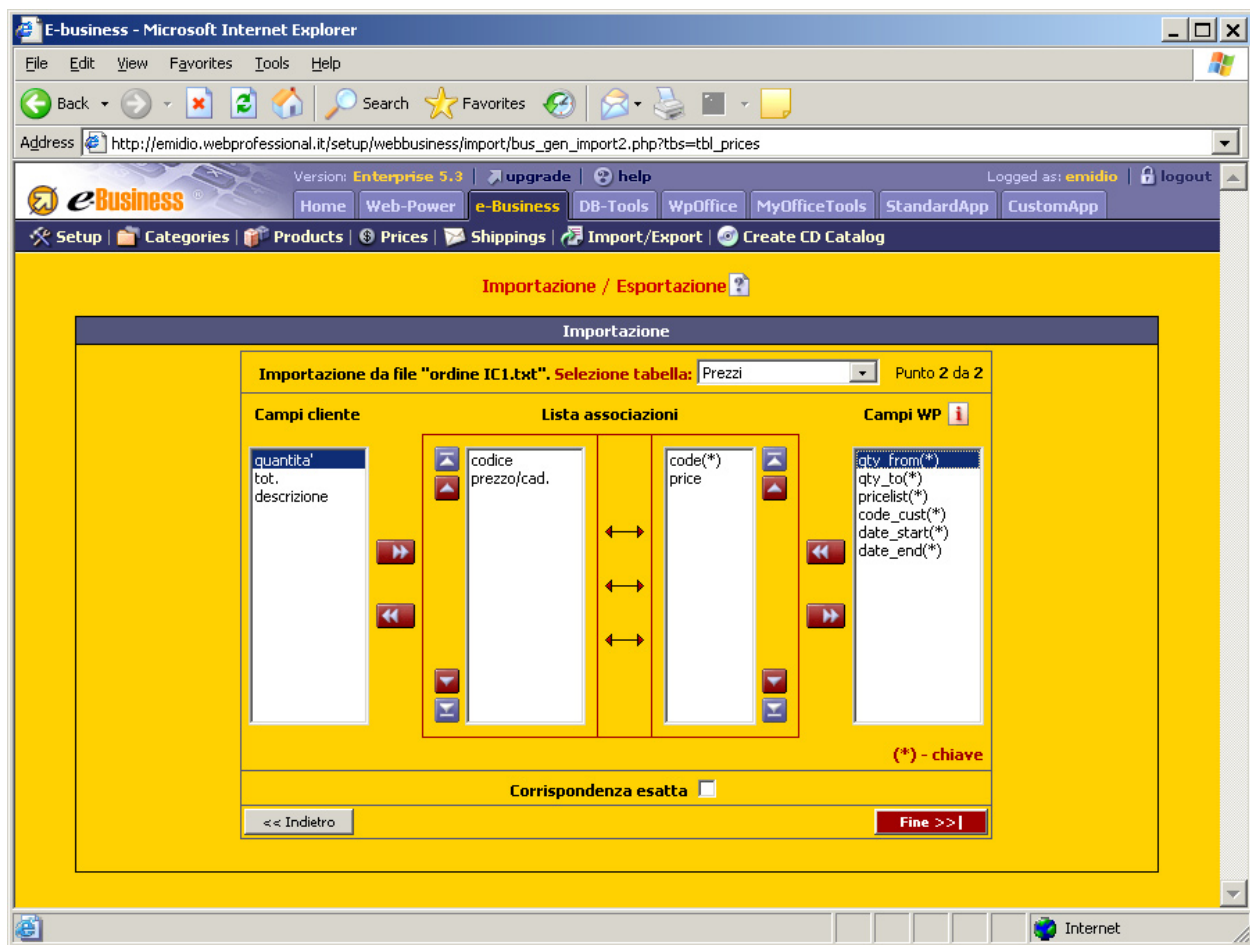 E-business - Microsoft Internet Explorer
File Edit View Favorites Tools Help
Back Search Favorites
Address http://emidio.webprofessional.it/setup/webbusiness/import/bus_gen_import2.php?tbs=tbl_prices
Version: Enterprise 5.3 | upgrade | help Logged as: emidio | logout
e-Business ® Home Web-Power e-Business DB-Tools WpOffice MyOfficeTools StandardApp CustomApp
Setup | Categories | Products | Prices | Shippings | Import/Export | Create CD Catalog
Importazione / Esportazione
Importazione
Importazione da file "ordine IC1.txt". Selezione tabella: Prezzi Punto 2 da 2
Campi cliente Lista associazioni Campi WP
quantita' codice code(*) qty_from(*)
tot. prezzo/cad. price qty_to(*)
descrizione pricelist(*)
code_cust(*)
date_start(*)
date_end(*)
(*) - chiave
Corrispondenza esatta
<< Indietro Fine >>|
Internet